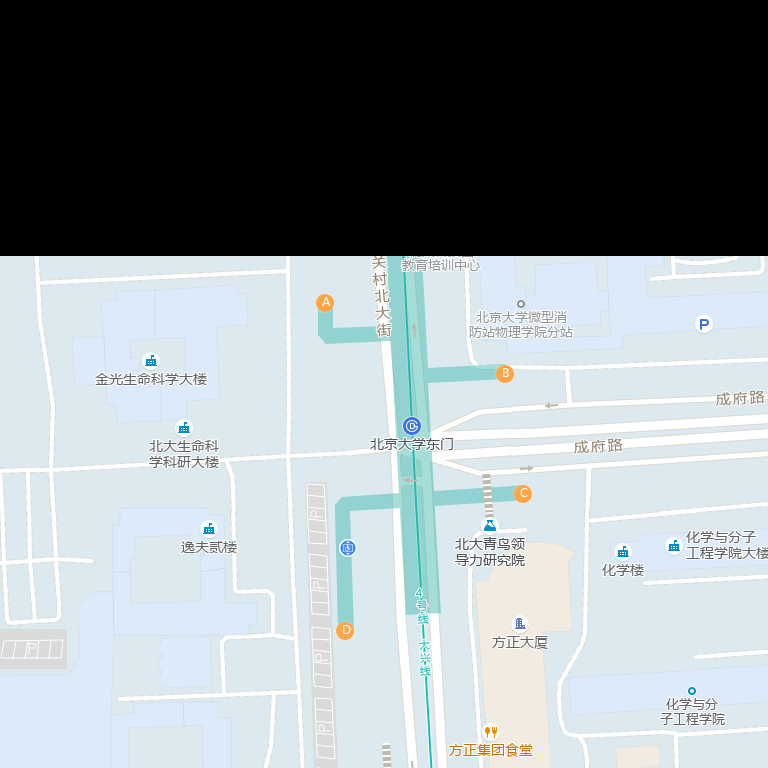 关村北大街
教育培训中心
A
北京大学微型消
防站物理学院分站
P
金光生命科学大楼
B
成府路
北大生命科
学科研大楼
北京大学东门
成府路
C
逸夫贰楼
北大青鸟领
导力研究院
化学楼
化学与分子
工程学院大楼
4号线-大兴线
D
方正大厦
P
P
P
P
P
化学与分
子工程学院
方正集团食堂